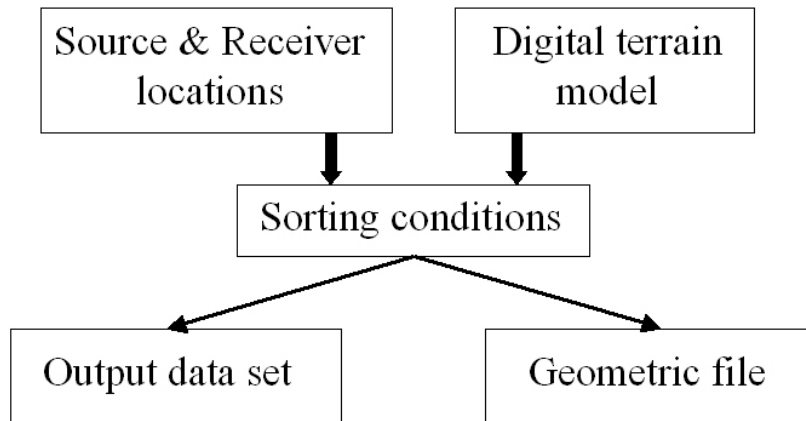 Source & Receiver
locations
Digital terrain
model
Sorting conditions
Output data set
Geometric file